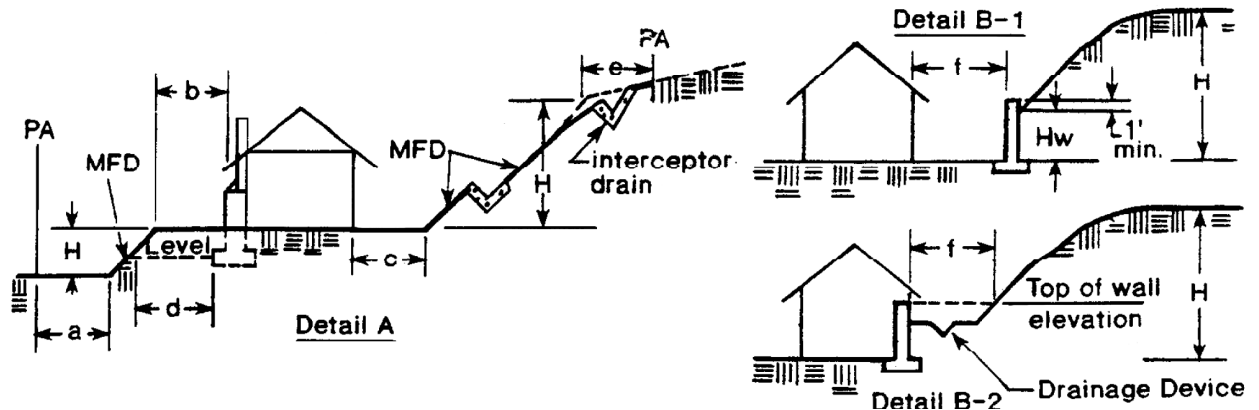 PA
MFD
H
a
b
Level
d
c
Detail A
MFD
H
e
PA
interceptor
drain
Detail B-1
f
Hw
1'
min.
H
f
Top of wall
elevation
H
Drainage Device
Detail B-2